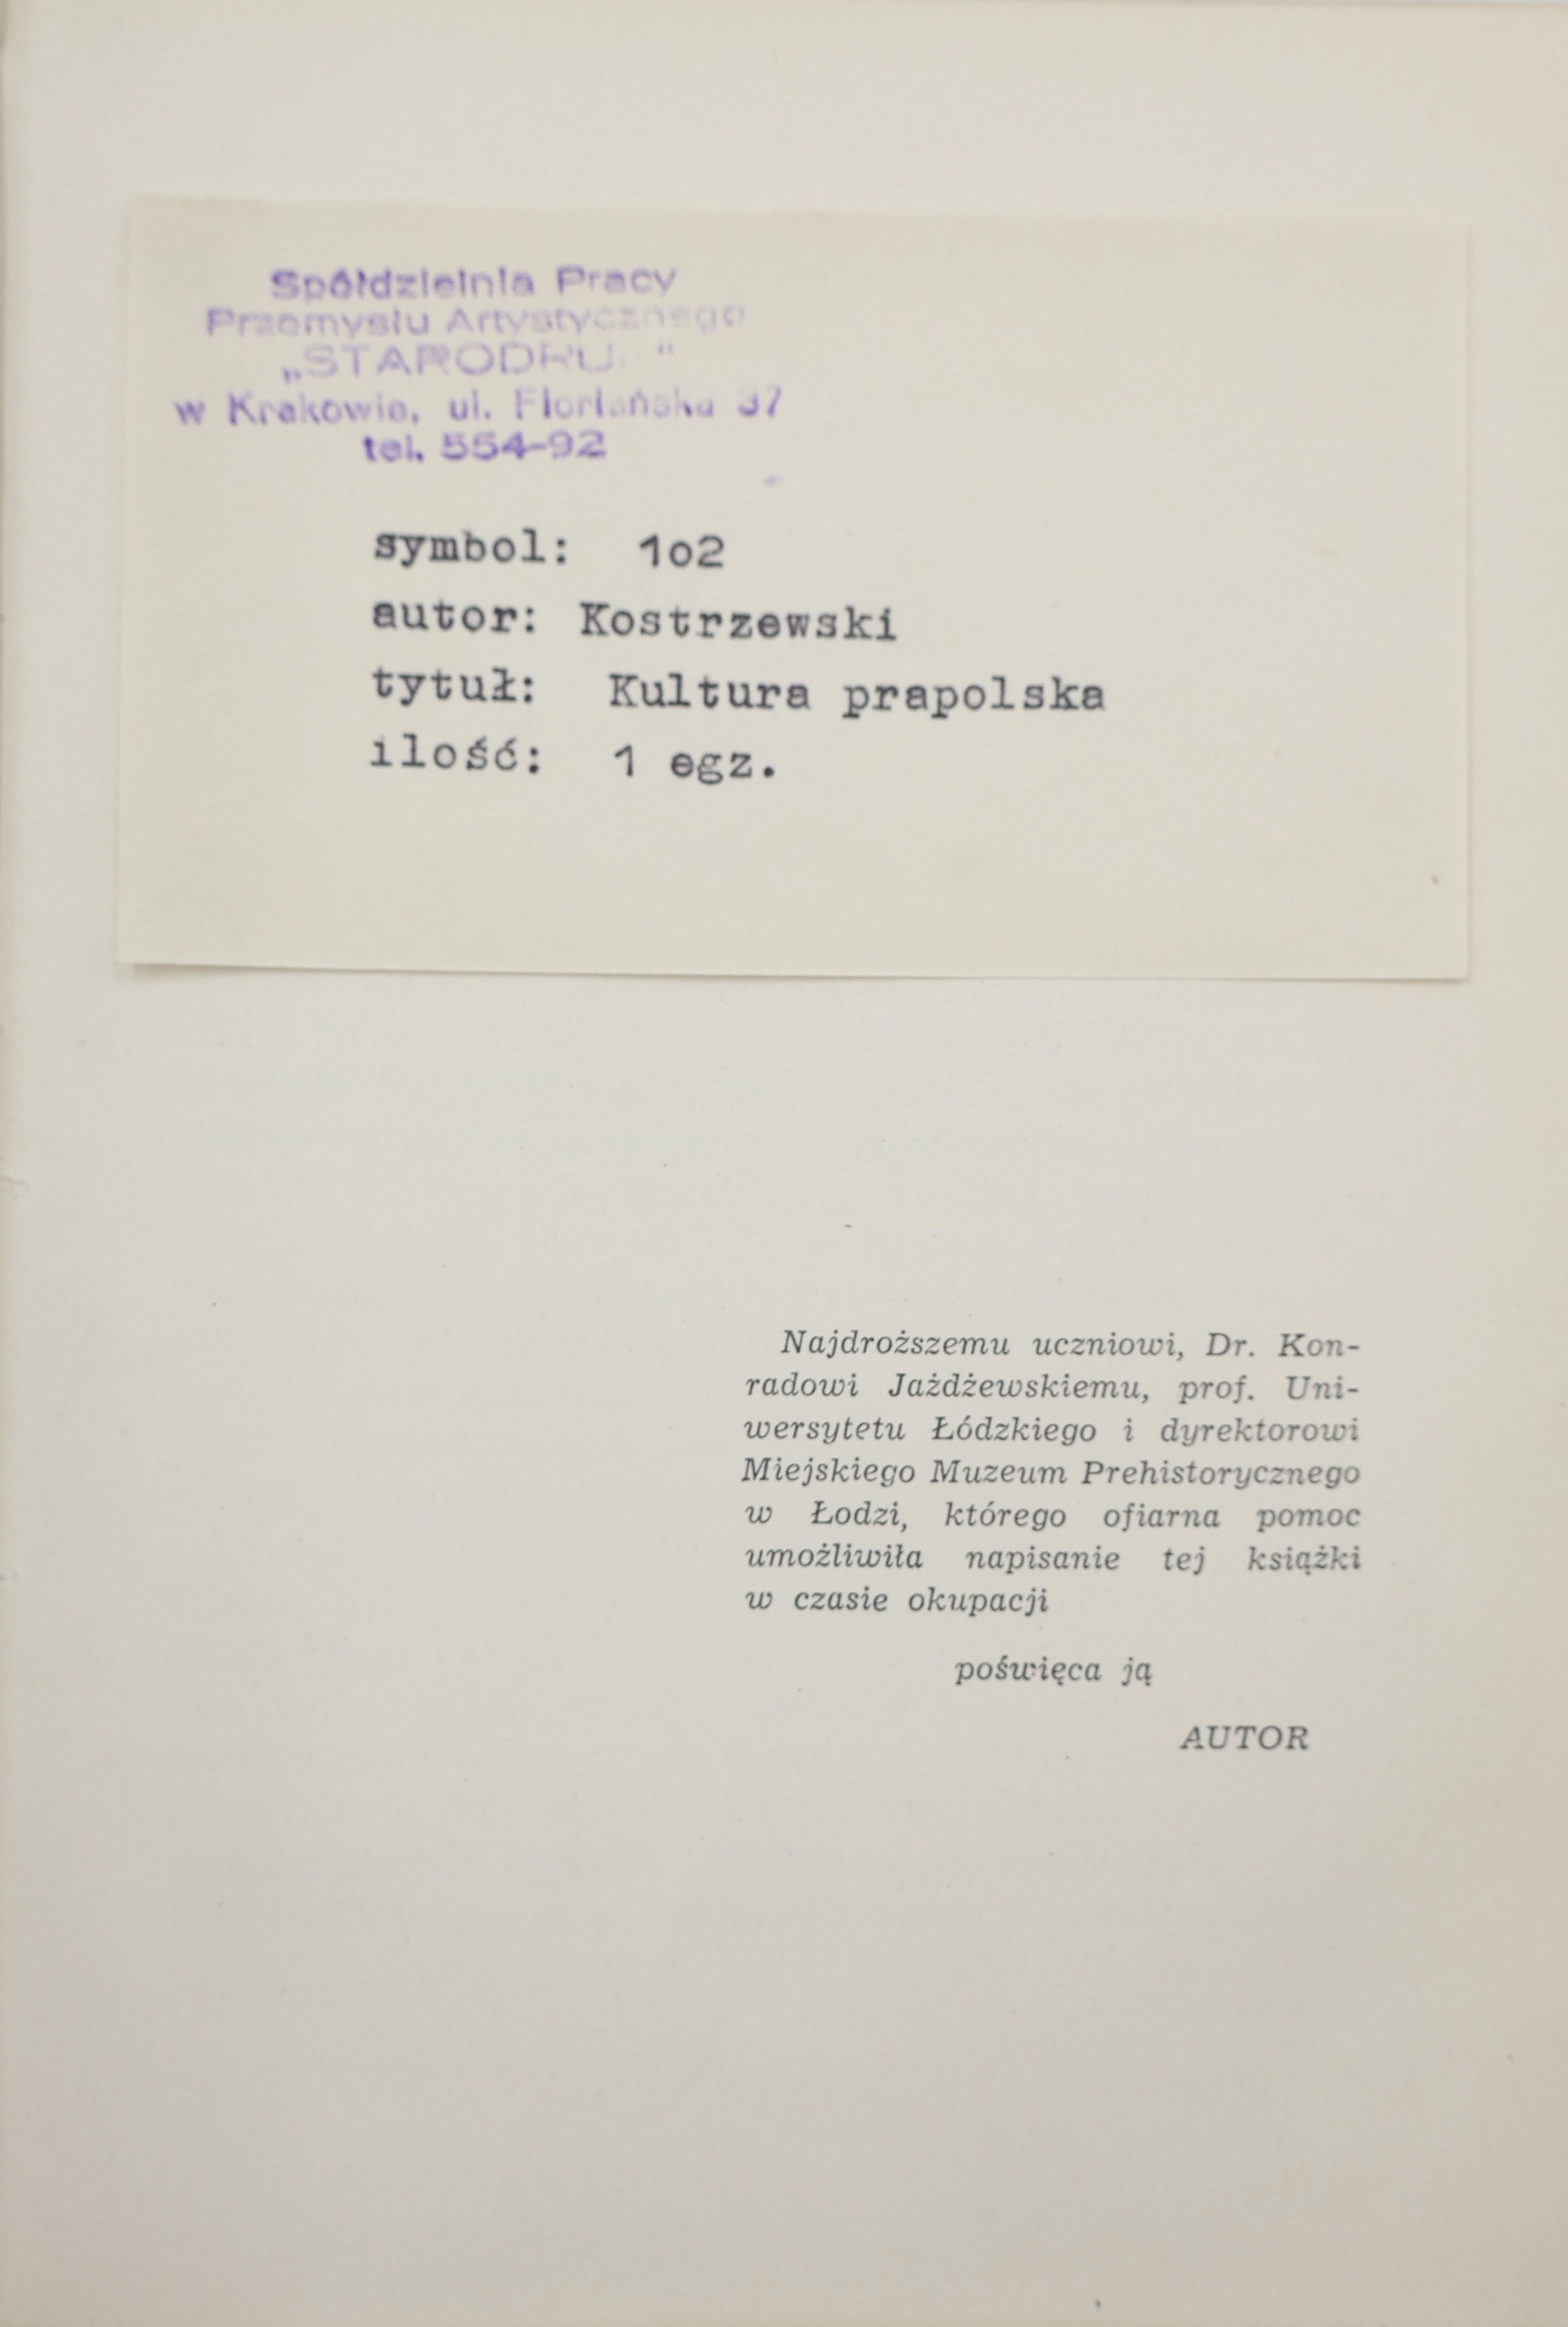 Spółdzielnia Pracy
Przemysłu Artystycznego
w Krakowie, ul. Floriańska 37
tel. 554-92
symbol: 1o2
autor: Kostrzewski
tytuł: Kultura prapolska
ilość: 1 egz.
Najdroższemu uczniowi, Dr. Kon-
radowi Jażdżewskiemu, prof. Uni-
wersytetu Łódzkiego i dyrektorowi
Miejskiego Muzeum Prehistorycznego
w Łodzi, którego ofiarna pomoc
umożliwiła napisanie tej książki
w czasie okupacji
poświęca ją
AUTOR